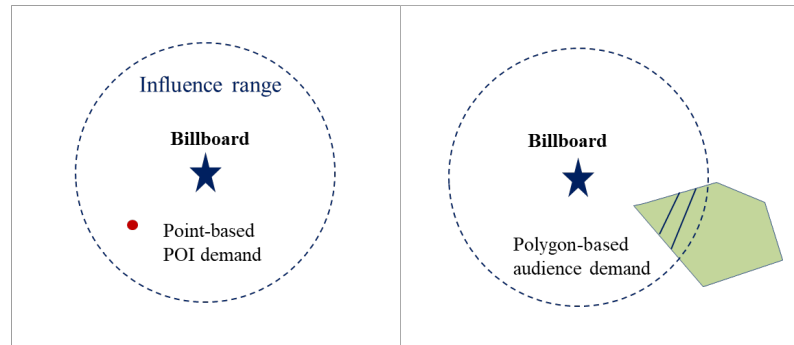 Influence range
Billboard
Point-based
POI demand
Billboard
Polygon-based
audience demand